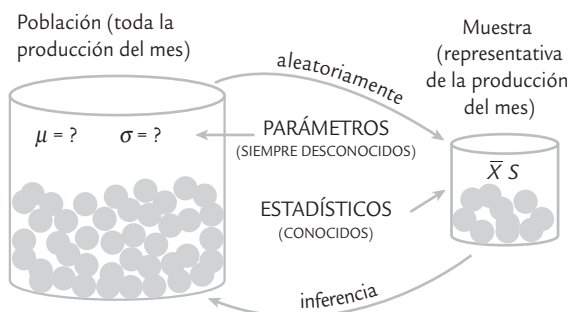 Población (toda la
producción del mes)
aleatoriamente
Muestra
(representativa
de la producción
del mes)
μ = ?   σ = ?
PARÁMETROS
(SIEMPRE DESCONOCIDOS)
X̅ S
ESTADÍSTICOS
(CONOCIDOS)
inferencia